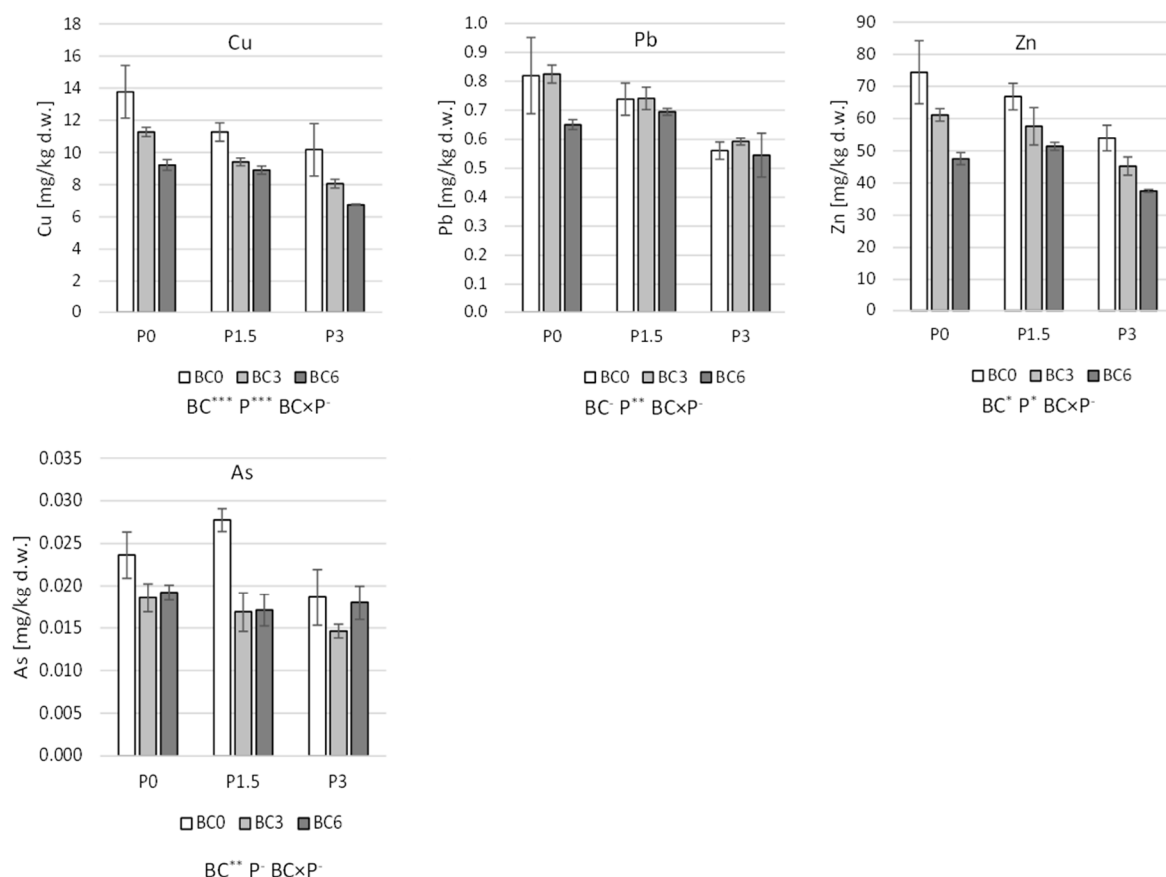 Cu
Cu [mg/kg d.w.]
18
16
14
12
10
8
6
4
2
0
P0 P1.5 P3
BC0 BC3 BC6
BC*** P*** BC×P-
Pb
Pb [mg/kg d.w.]
1.0
0.9
0.8
0.7
0.6
0.5
0.4
0.3
0.2
0.1
0.0
P0 P1.5 P3
BC0 BC3 BC6
BC- P** BC×P-
Zn
Zn [mg/kg d.w.]
90
80
70
60
50
40
30
20
10
0
P0 P1.5 P3
BC0 BC3 BC6
BC* P* BC×P-
As
As [mg/kg d.w.]
0.035
0.030
0.025
0.020
0.015
0.010
0.005
0.000
P0 P1.5 P3
BC0 BC3 BC6
BC** P- BC×P-